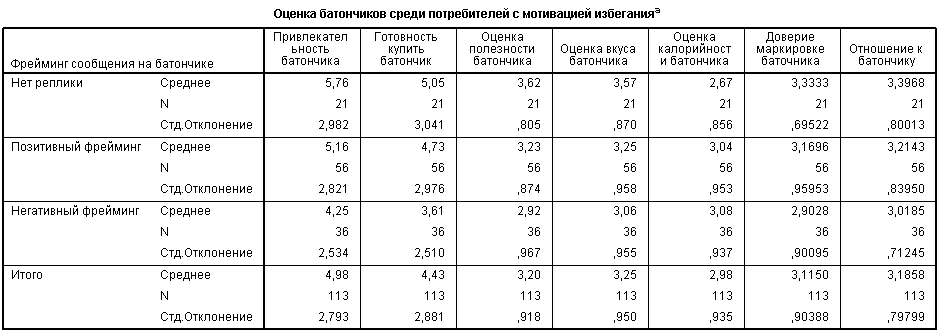 Оценка батончиков среди потребителей с мотивацией избегания a
Фрейминг сообщения на батончике Привлекател ьность батончика Готовность купить батончик Оценка полезности батончика Оценка вкуса батончика Оценка калорийност и батончика Доверие маркировке батончика Отношение к батончику
Нет реплики Среднее 5,76 5,05 3,62 3,57 2,67 3,3333 3,3968
N 21 21 21 21 21 21 21
Стд.Отклонение 2,982 3,041 ,805 ,870 ,856 ,69522 ,80013
Позитивный фрейминг Среднее 5,16 4,73 3,23 3,25 3,04 3,1696 3,2143
N 56 56 56 56 56 56 56
Стд.Отклонение 2,821 2,976 ,874 ,958 ,953 ,95953 ,83950
Негативный фрейминг Среднее 4,25 3,61 2,92 3,06 3,08 2,9028 3,0185
N 36 36 36 36 36 36 36
Стд.Отклонение 2,534 2,510 ,967 ,955 ,937 ,90095 ,71245
Итого Среднее 4,98 4,43 3,20 3,25 2,98 3,1150 3,1858
N 113 113 113 113 113 113 113
Стд.Отклонение 2,793 2,881 ,918 ,950 ,935 ,90388 ,79799